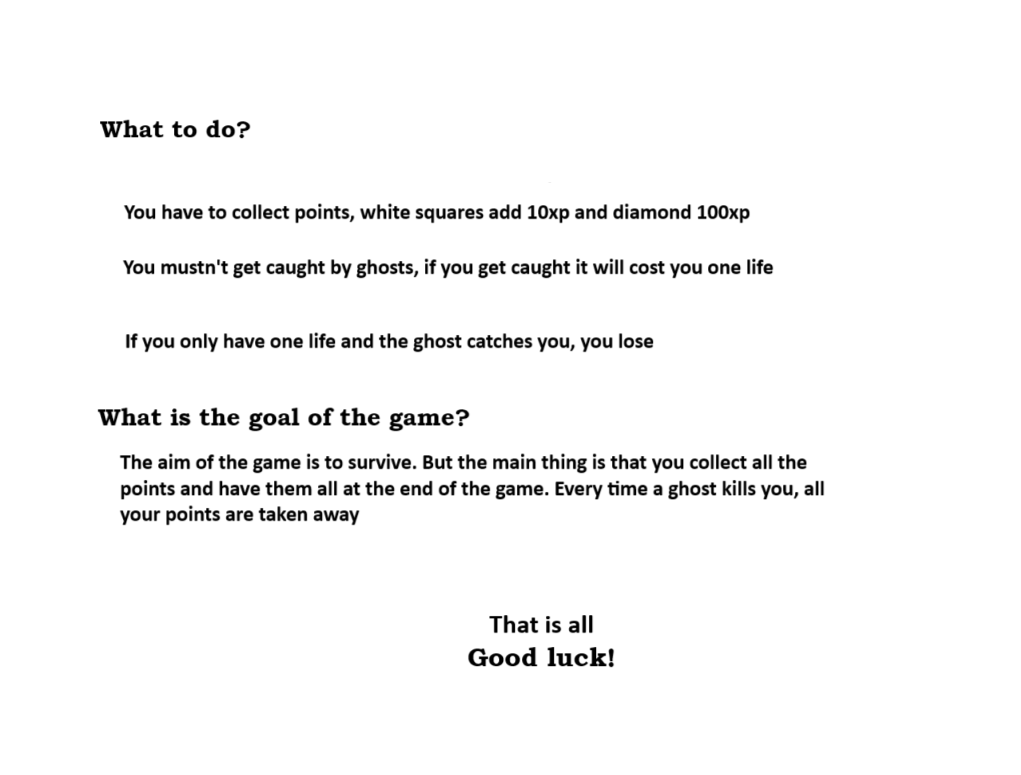 What to do?
You have to collect points, white squares add 10xp and diamond 100xp
You mustn't get caught by ghosts, if you get caught it will cost you one life
If you only have one life and the ghost catches you, you lose
What is the goal of the game?
The aim of the game is to survive. But the main thing is that you collect all the
points and have them all at the end of the game. Every time a ghost kills you, all
your points are taken away
That is all
Good luck!